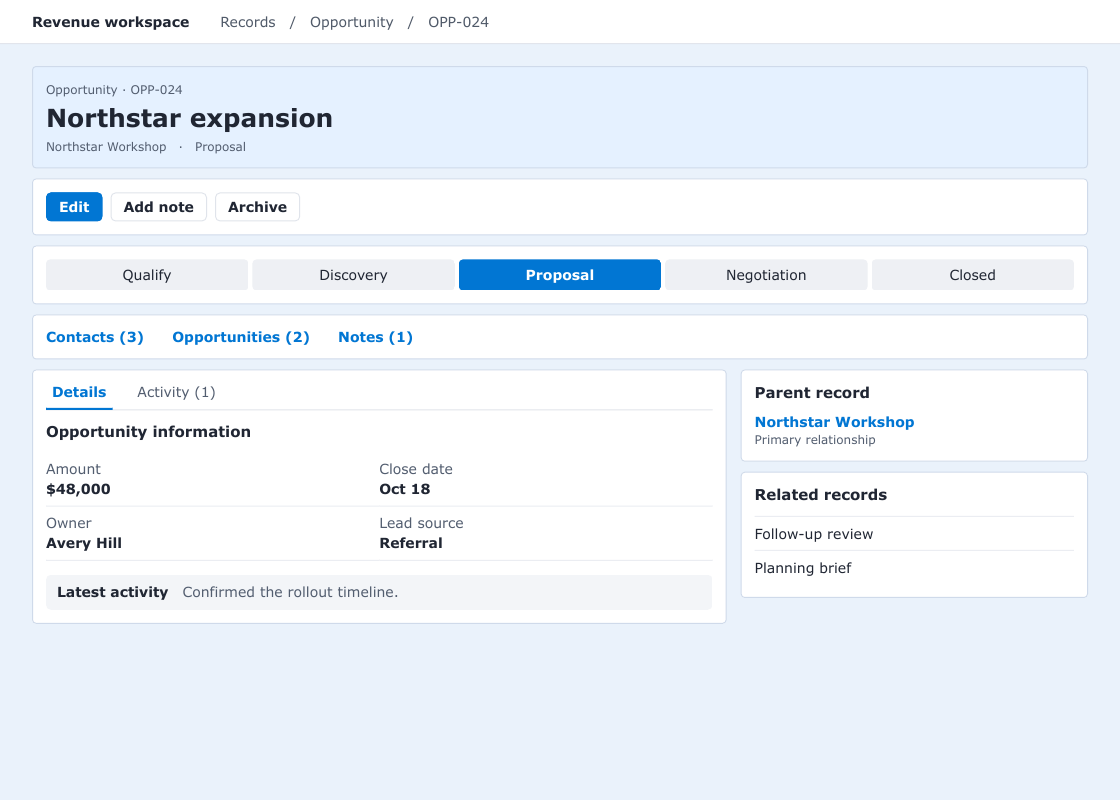 Revenue workspace Records / Opportunity / OPP-024
Opportunity · OPP-024
Northstar expansion
Northstar Workshop · Proposal
Edit Add note Archive
Qualify Discovery Proposal Negotiation Closed
Contacts (3) Opportunities (2) Notes (1)
Details Activity (1)
Opportunity information
Amount Close date
$48,000 Oct 18
Owner Lead source
Avery Hill Referral
Latest activity Confirmed the rollout timeline.
Parent record
Northstar Workshop
Primary relationship
Related records
Follow-up review
Planning brief